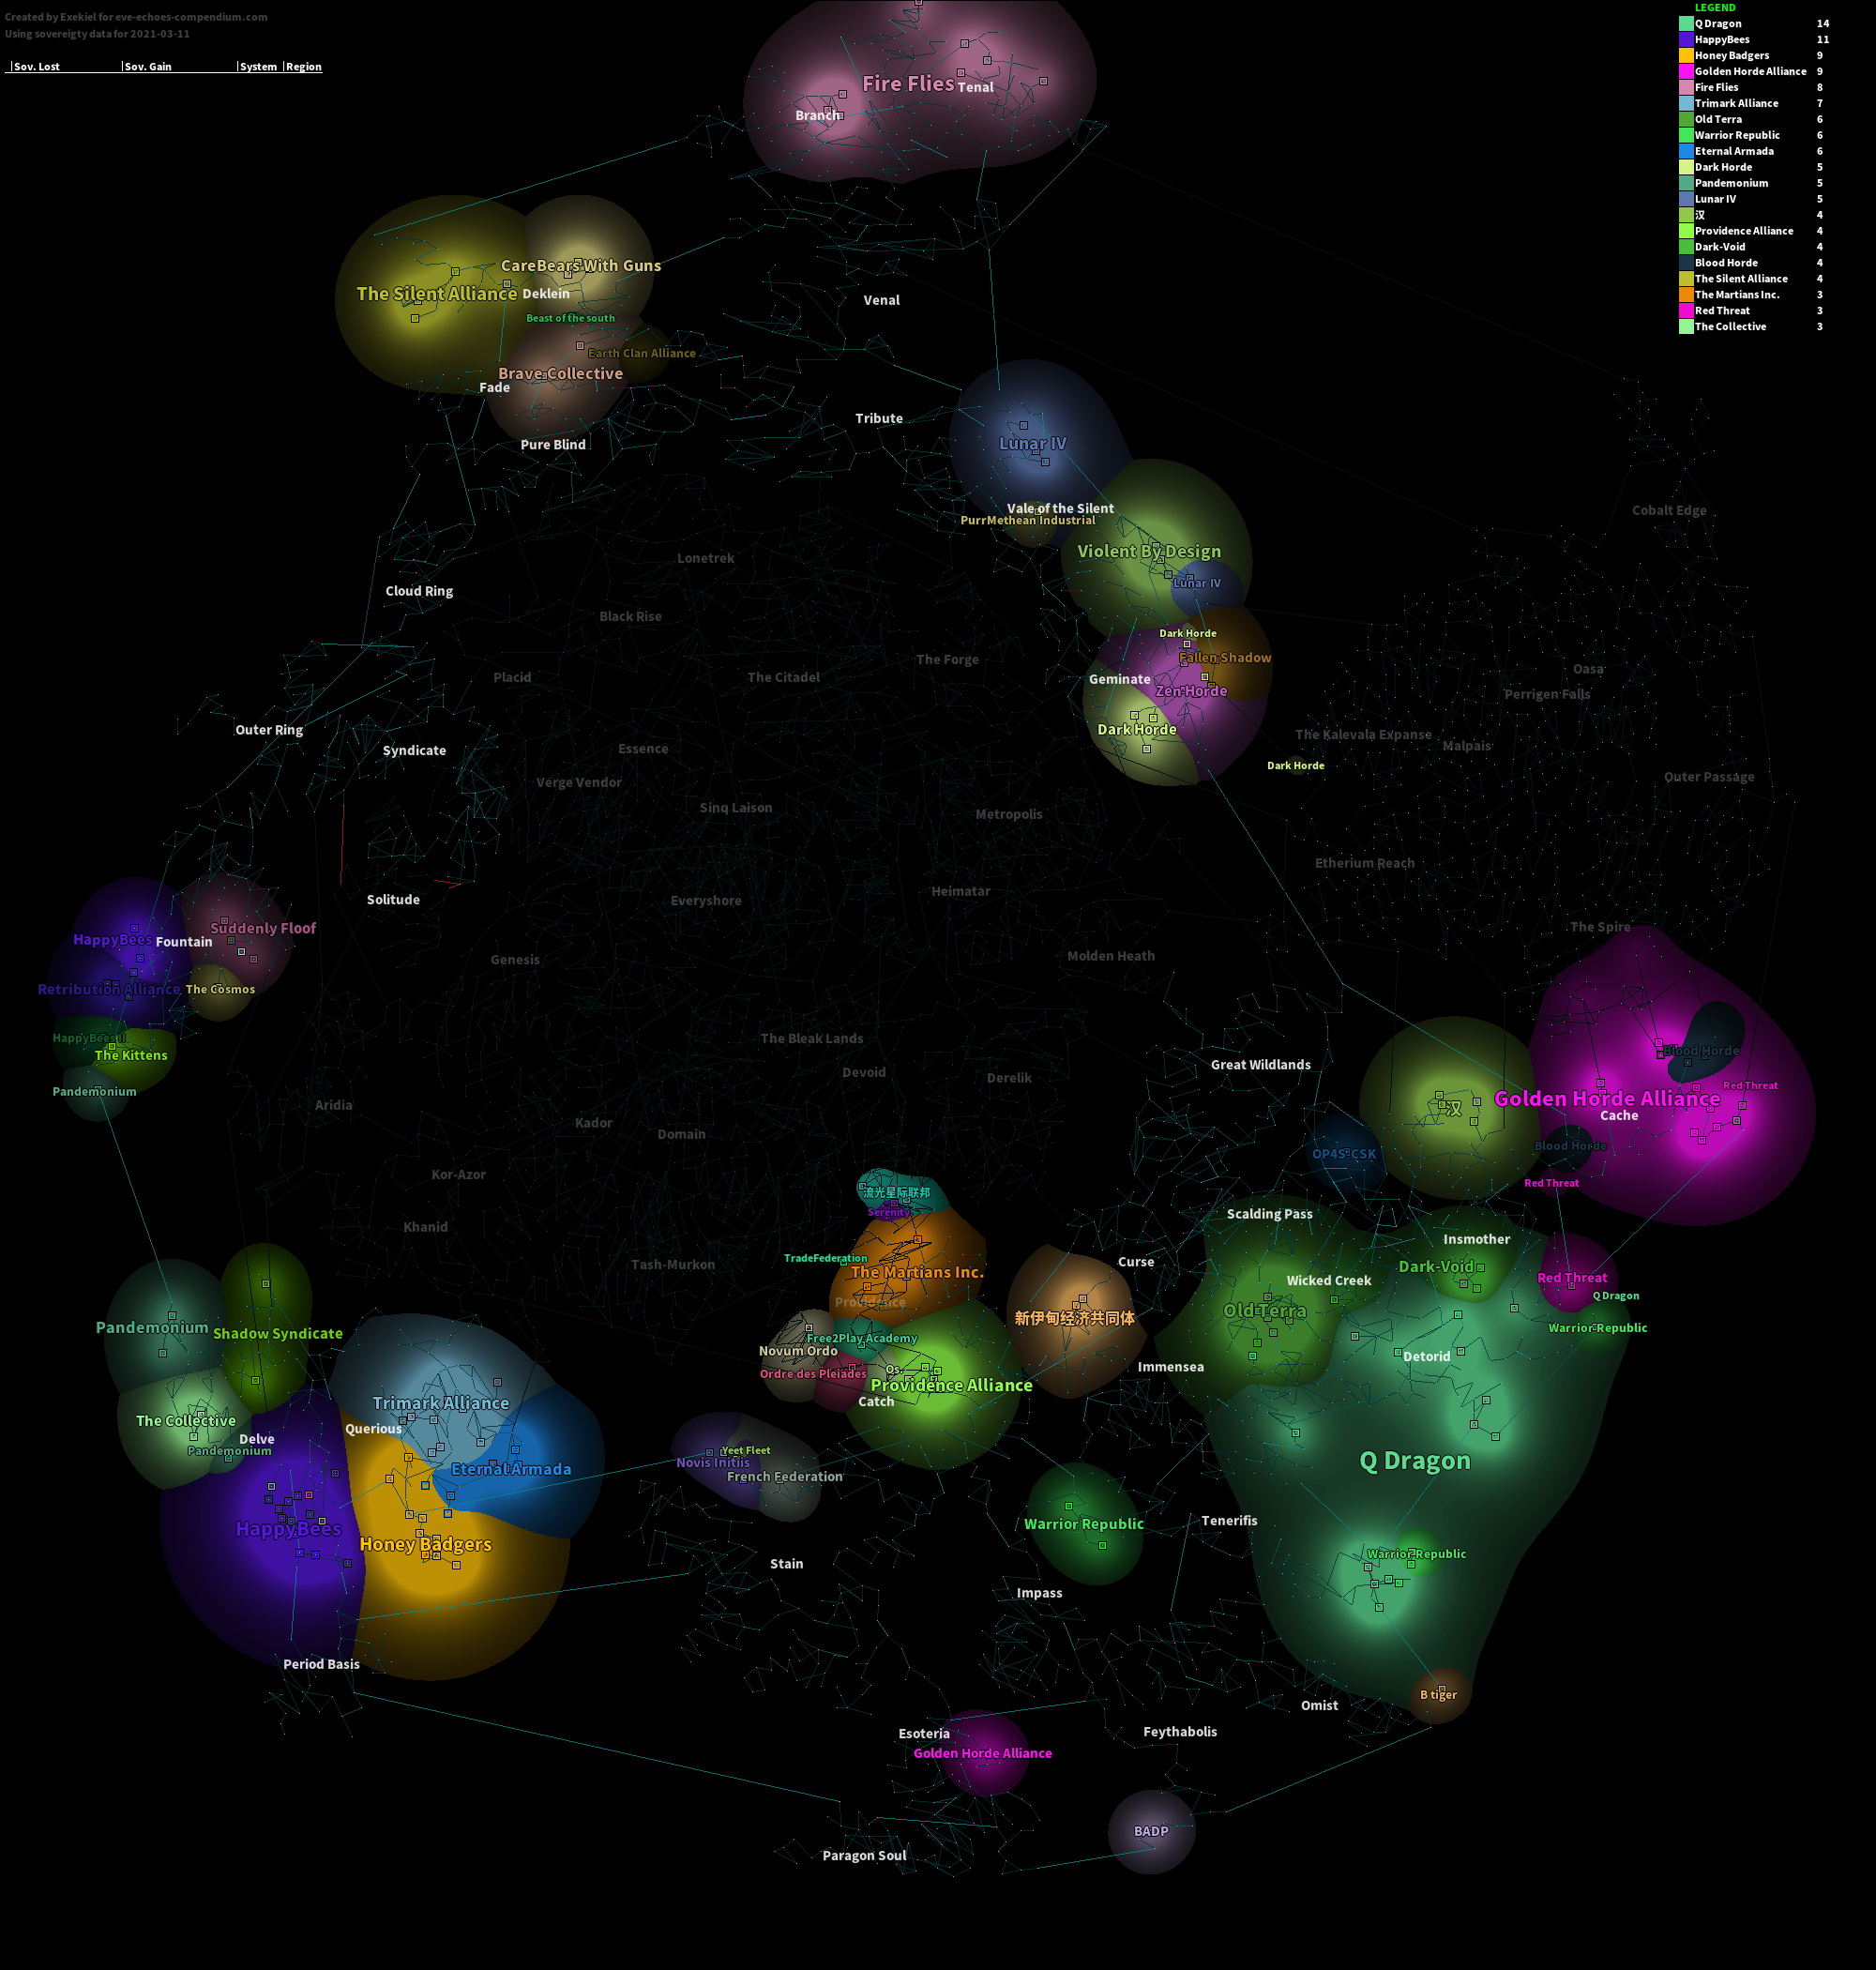 Created by Exekiel for eve-echoes-compendium.com
Using sovereigty data for 2021-03-11
Sov. Lost Sov. Gain System Region
LEGEND
Q Dragon 14
HappyBees 11
Honey Badgers 9
Golden Horde Alliance 9
Fire Flies 8
Trimark Alliance 7
Old Terra 6
Warrior Republic 6
Eternal Armada 6
Dark Horde 5
Pandemonium 5
Lunar IV 5
汉 4
Providence Alliance 4
Dark-Void 4
Blood Horde 4
The Silent Alliance 4
The Martians Inc. 3
Red Threat 3
The Collective 3
Fire Flies
Tenal
Branch
CareBears With Guns
The Silent Alliance
Deklein
Venal
Beast of the south
Earth Clan Alliance
Brave Collective
Fade
Tribute
Pure Blind
Lunar IV
Vale of the Silent
PurrMethean Industrial
Cobalt Edge
Violent By Design
Lonetrek
Lunar IV
Cloud Ring
Black Rise
Dark Horde
Fallen Shadow
The Forge
Oasa
Placid
The Citadel
Geminate
Zen Horde
Perrigen Falls
Outer Ring
Dark Horde
The Kalevala Expanse
Syndicate
Essence
Malpais
Dark Horde
Outer Passage
Verge Vendor
Sinq Laison
Metropolis
Etherium Reach
Solitude
Everyshore
Heimatar
Suddenly Floof
The Spire
HappyBees
Fountain
Genesis
Molden Heath
Retribution Alliance
The Cosmos
HappyBees II
The Kittens
The Bleak Lands
Blood Horde
Great Wildlands
Devoid
Derelik
Red Threat
Pandemonium
Golden Horde Alliance
汉
Cache
Aridia
Kador
Domain
Blood Horde
OP4S-CSK
Kor-Azor
Red Threat
流光星际联邦
Serenity
Scalding Pass
Khanid
Insmother
TradeFederation
Curse
Tash-Murkon
The Martians Inc.
Dark-Void
Red Threat
Wicked Creek
Q Dragon
Providence
Old Terra
新伊甸经济共同体
Pandemonium
Shadow Syndicate
Warrior Republic
Free2Play Academy
Novum Ordo
Detorid
Immensea
Os
Ordre des Pleiades
Providence Alliance
Catch
Trimark Alliance
The Collective
Querious
Delve
Pandemonium
Yeet Fleet
Novis Initiis
Q Dragon
Eternal Armada
French Federation
Tenerifis
Warrior Republic
HappyBees
Honey Badgers
Warrior Republic
Stain
Impass
Period Basis
B tiger
Omist
Esoteria
Feythabolis
Golden Horde Alliance
BADP
Paragon Soul